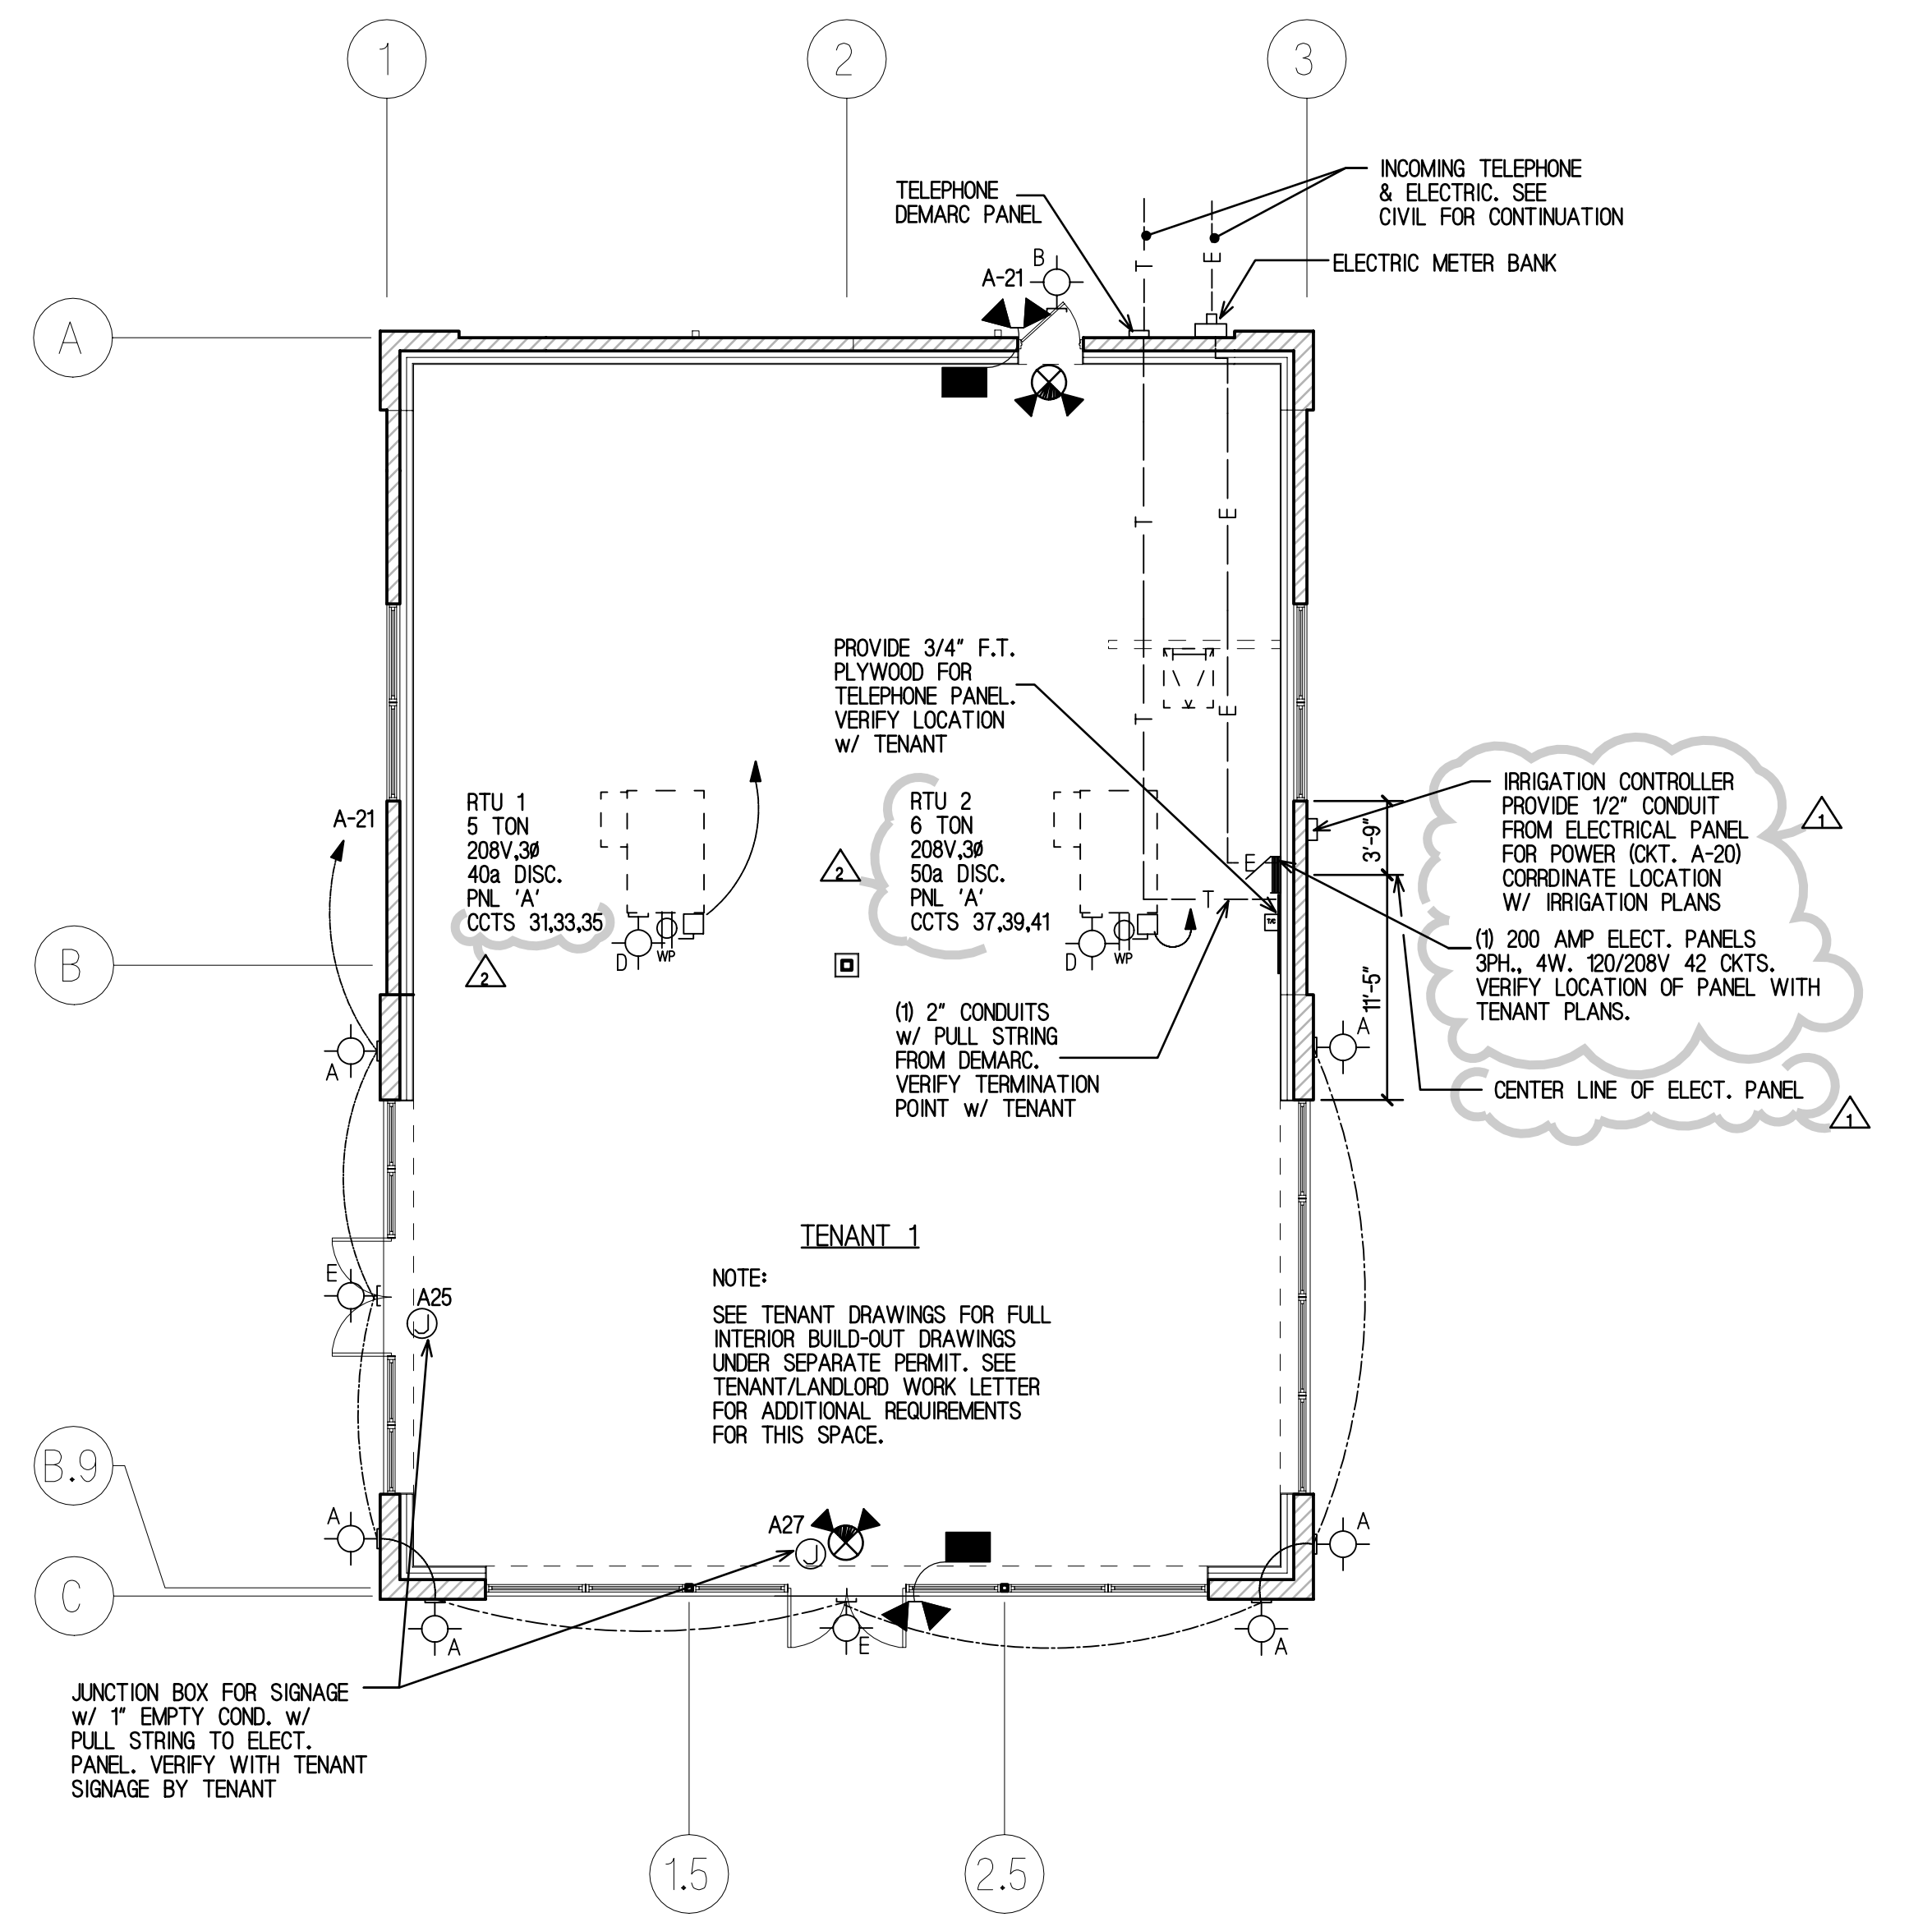 1
2
3
INCOMING TELEPHONE
& ELECTRIC. SEE
CIVIL FOR CONTINUATION
TELEPHONE
DEMARC PANEL
ELECTRIC METER BANK
B
A-21
T
E
A
T
E
PROVIDE 3/4" F.T.
PLYWOOD FOR
TELEPHONE PANEL.
VERIFY LOCATION
w/ TENANT
T
E
RTU 1
5 TON
208V,3Ø
40a DISC.
PNL 'A'
CCTS 31,33,35
2
A-21
D
WP
RTU 2
6 TON
208V,3Ø
50a DISC.
PNL 'A'
CCTS 37,39,41
2
D
WP
E
T
T/C
3'-9"
11'-5"
IRRIGATION CONTROLLER
PROVIDE 1/2" CONDUIT
FROM ELECTRICAL PANEL
FOR POWER (CKT. A-20)
CORRDINATE LOCATION
W/ IRRIGATION PLANS
1
(1) 200 AMP ELECT. PANELS
3PH., 4W. 120/208V 42 CKTS.
VERIFY LOCATION OF PANEL WITH
TENANT PLANS.
B
(1) 2" CONDUITS
w/ PULL STRING
FROM DEMARC.
VERIFY TERMINATION
POINT w/ TENANT
A
A
CENTER LINE OF ELECT. PANEL
1
TENANT 1
NOTE:
SEE TENANT DRAWINGS FOR FULL
INTERIOR BUILD-OUT DRAWINGS
UNDER SEPARATE PERMIT. SEE
TENANT/LANDLORD WORK LETTER
FOR ADDITIONAL REQUIREMENTS
FOR THIS SPACE.
E
A25
J
B.9
A
A27
J
A
C
A
E
A
JUNCTION BOX FOR SIGNAGE
w/ 1" EMPTY COND. w/
PULL STRING TO ELECT.
PANEL. VERIFY WITH TENANT
SIGNAGE BY TENANT
1.5
2.5